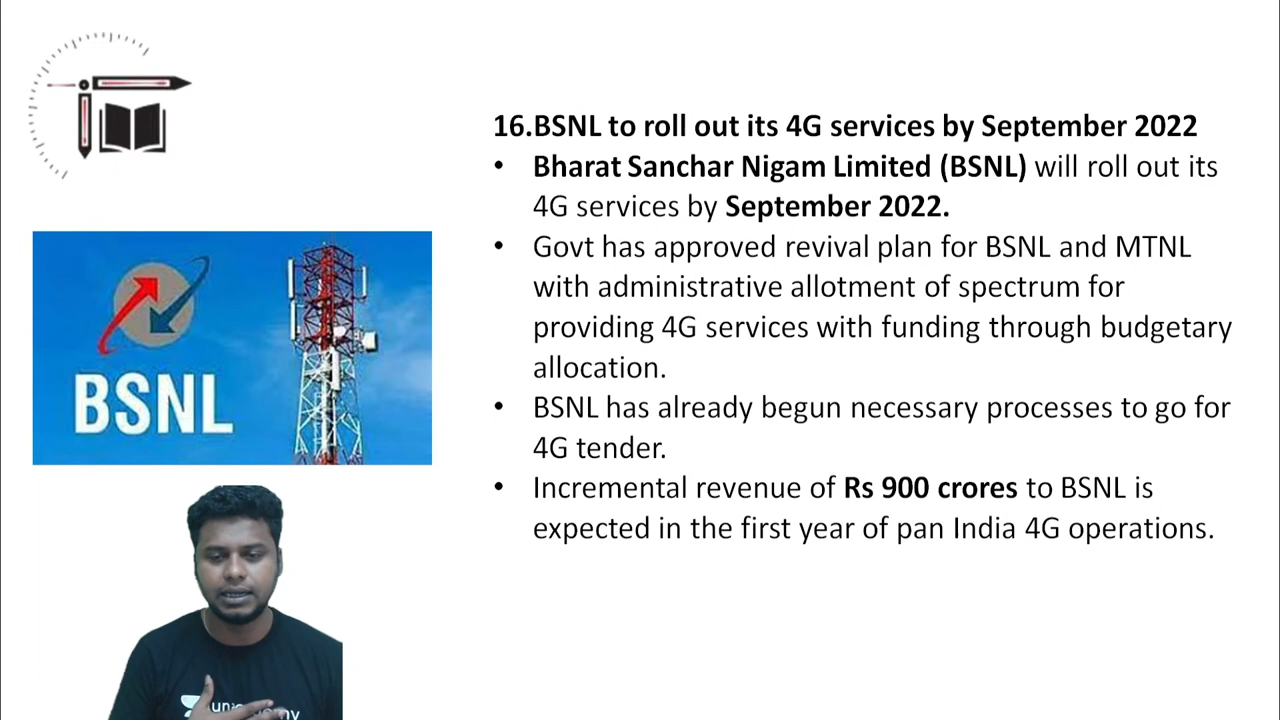 16.BSNL to roll out its 4G services by September 2022
• Bharat Sanchar Nigam Limited (BSNL) will roll out its
4G services by September 2022.
• Govt has approved revival plan for BSNL and MTNL
with administrative allotment of spectrum for
providing 4G services with funding through budgetary
allocation.
• BSNL has already begun necessary processes to go for
4G tender.
• Incremental revenue of Rs 900 crores to BSNL is
expected in the first year of pan India 4G operations.
BSNL